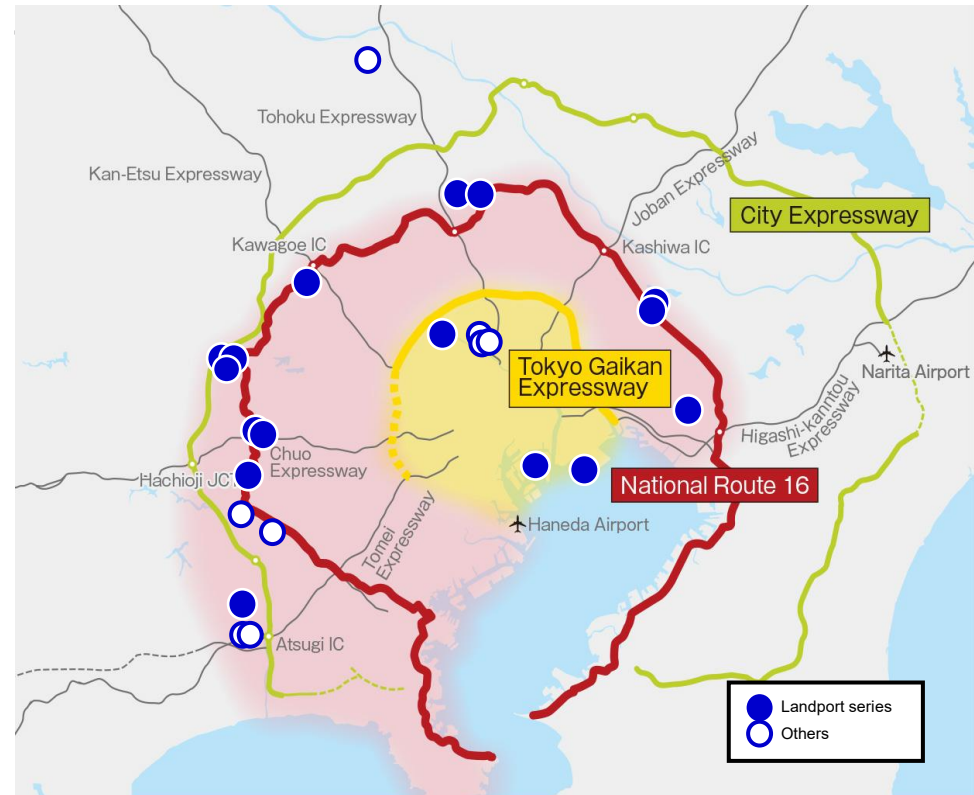 Tohoku Expressway
Kan-Etsu Expressway
Joban Expressway
City Expressway
Kawagoe IC
Kashiwa IC
Tokyo Gaikan
Expressway
Narita Airport
Higashi-kanntou
Expressway
Chuo
Expressway
Hachioji JCT
National Route 16
Haneda Airport
Tomei
Expressway
Atsugi IC
Landport series
Others